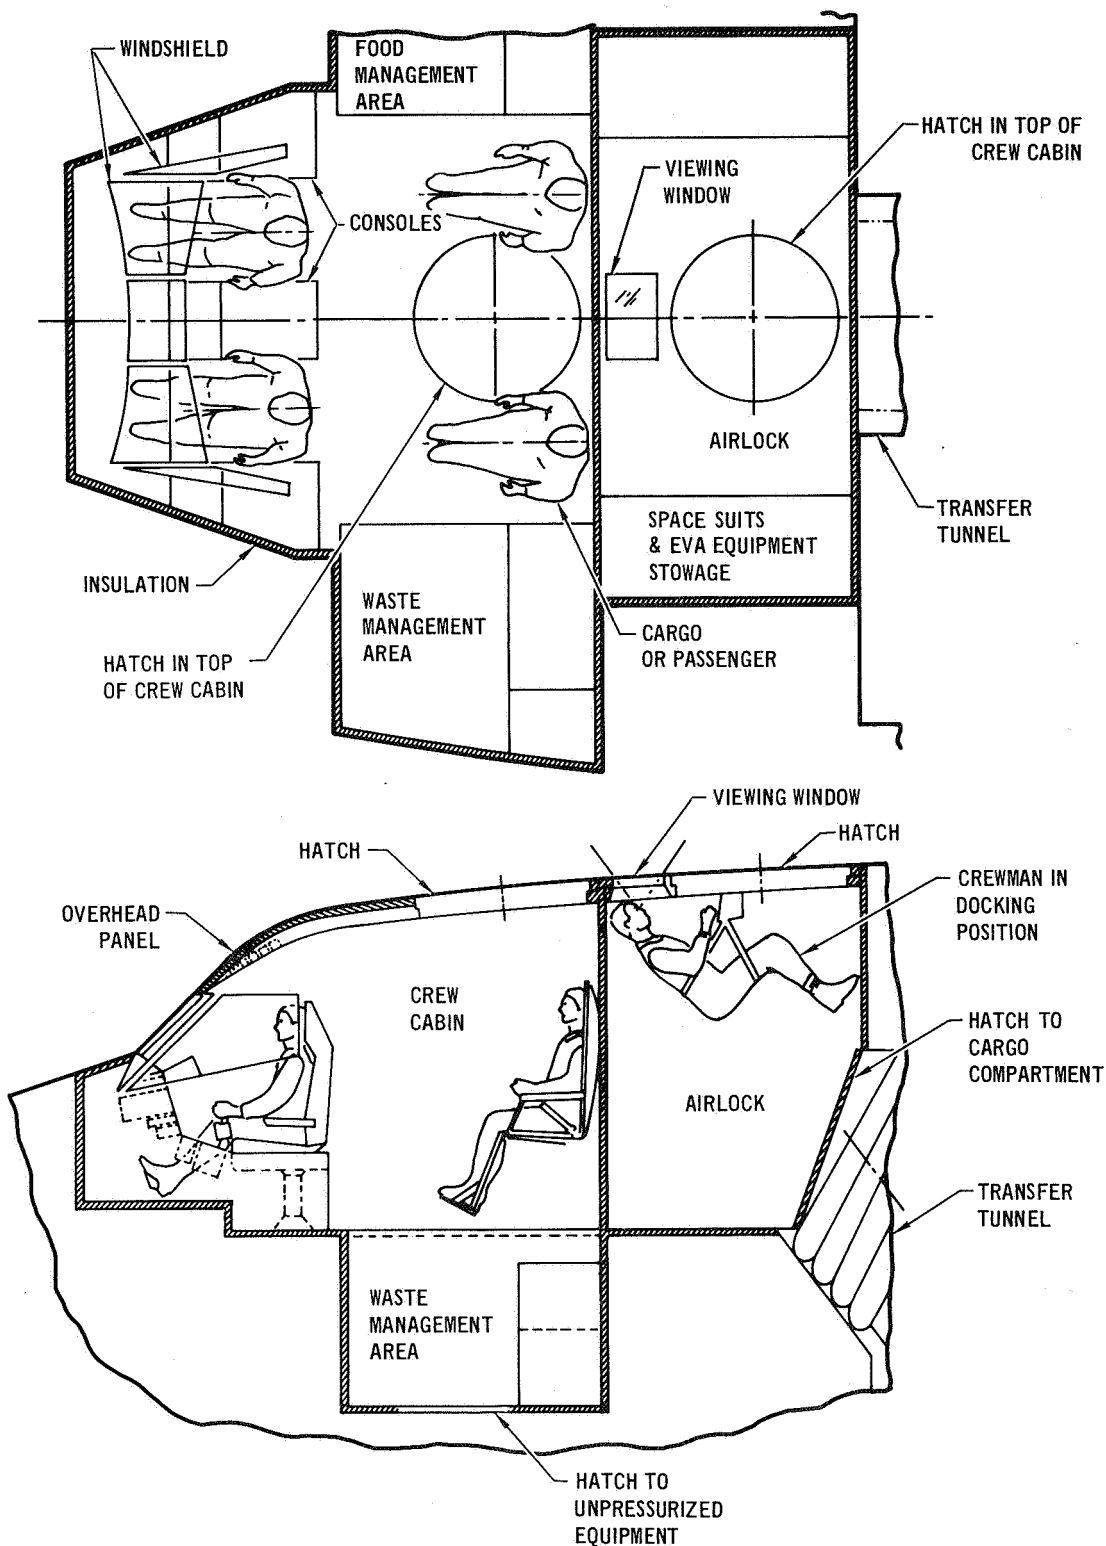 WINDSHIELD
FOOD
MANAGEMENT
AREA
HATCH IN TOP OF
CREW CABIN
VIEWING
WINDOW
CONSOLES
AIRLOCK
TRANSFER
TUNNEL
SPACE SUITS
& EVA EQUIPMENT
STOWAGE
INSULATION
WASTE
MANAGEMENT
AREA
CARGO
OR PASSENGER
HATCH IN TOP
OF CREW CABIN
VIEWING WINDOW
HATCH
HATCH
OVERHEAD
PANEL
CREWMAN IN
DOCKING
POSITION
CREW
CABIN
HATCH TO
CARGO
COMPARTMENT
AIRLOCK
TRANSFER
TUNNEL
WASTE
MANAGEMENT
AREA
HATCH TO
UNPRESSURIZED
EQUIPMENT